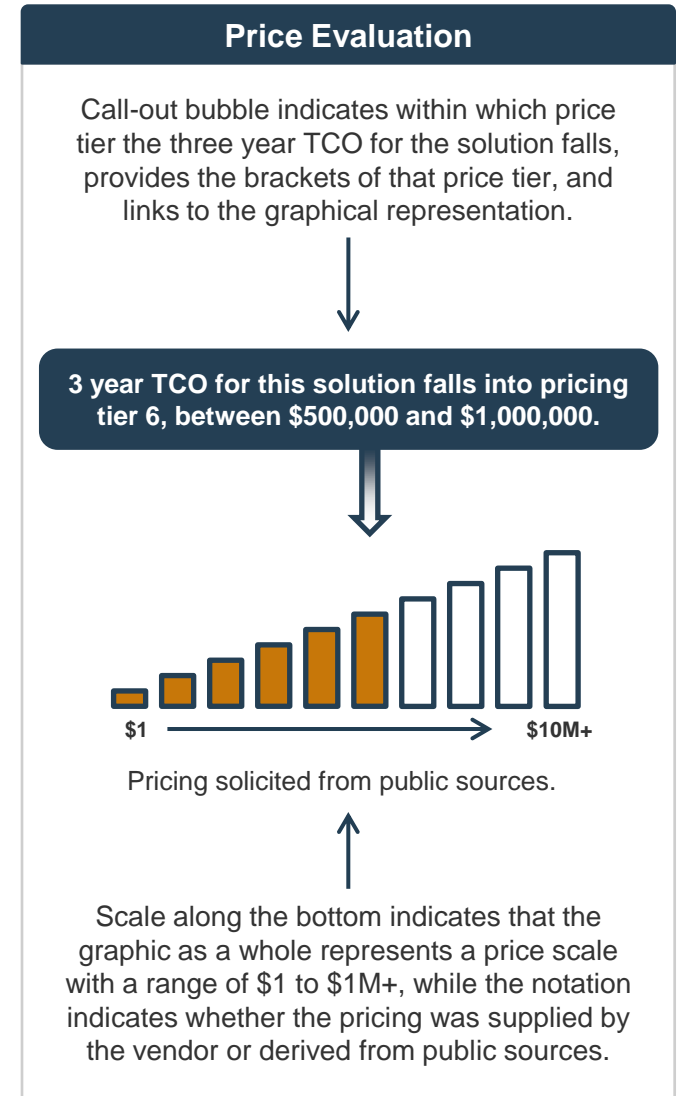 Price Evaluation
Call-out bubble indicates within which price
tier the three year TCO for the solution falls,
provides the brackets of that price tier, and
links to the graphical representation.
3 year TCO for this solution falls into pricing
tier 6, between $500,000 and $1,000,000.
$1 $10M+
Pricing solicited from public sources.
Scale along the bottom indicates that the
graphic as a whole represents a price scale
with a range of $1 to $1M+, while the notation
indicates whether the pricing was supplied by
the vendor or derived from public sources.